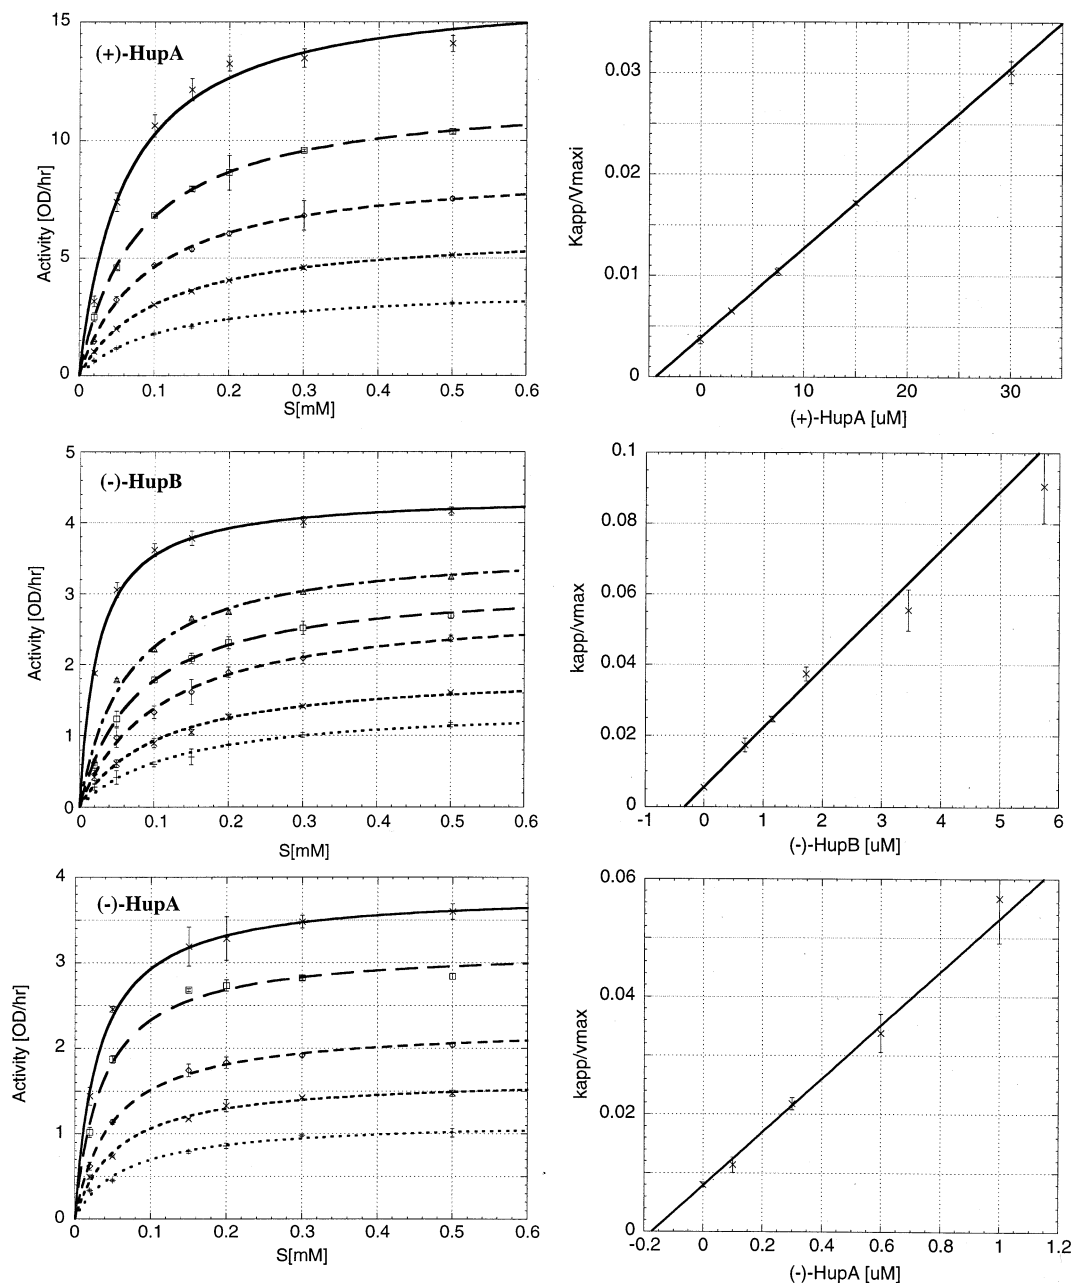 (+)-HupA
15
10
5
0
Activity [OD/hr]
0 0.1 0.2 0.3 0.4 0.5 0.6
S[mM]
0.03
0.02
0.01
0
Kapp/Vmaxi
0 10 20 30
(+)-HupA [uM]
(-)-HupB
5
4
3
2
1
0
Activity [OD/hr]
0 0.1 0.2 0.3 0.4 0.5 0.6
S[mM]
0.1
0.08
0.06
0.04
0.02
0
kapp/vmax
-1 0 1 2 3 4 5 6
(-)-HupB [uM]
(-)-HupA
4
3
2
1
0
Activity [OD/hr]
0 0.1 0.2 0.3 0.4 0.5 0.6
S[mM]
0.06
0.04
0.02
0
kapp/vmax
-0.2 0 0.2 0.4 0.6 0.8 1 1.2
(-)-HupA [uM]